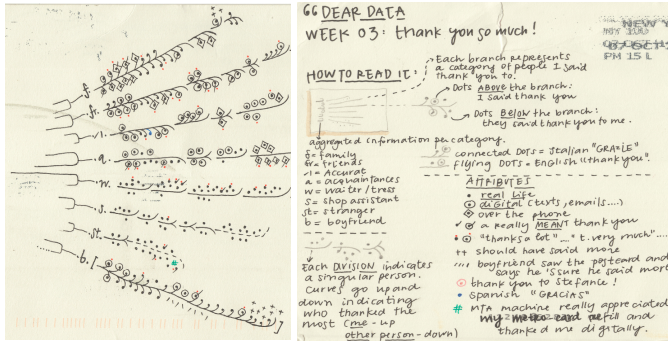 f.
fr.
a.
w.
s.
st.
b.
#
DEAR DATA
WEEK 03: thank you so much!
NEW Y
PM 15 L
Each branch represents
a category of people I said
thank you to.
HOW TO READ IT:
Dots ABOVE the branch:
I said thank you
Dots BELOW the branch:
they said thank you to me.
aggregated information per category.
f = family
fr = friends
= Accurat
a = acquaintances
w = waiter/tress
s = shop assistant
st = stranger
b = boyfriend
connected DOTS = Italian "GRAZIE"
flying DOTS = English "thank you".
ATTRIBUTES
real life
digital (texts, emails....)
over the phone
a really MEANT thank you
"thanks a lot"...." t. very much"....
++ should have said more
boyfriend saw the postcard and
says he 's sure he said more
thank you to Stefanie!
Spanish "GRACIAS"
# MTA machine really appreciated
my metro card refill and
thanked me digitally.
Each DIVISION indicates
a singular person.
Curves go up and
down indicating
who thanked the
most (me - up
other person - down)